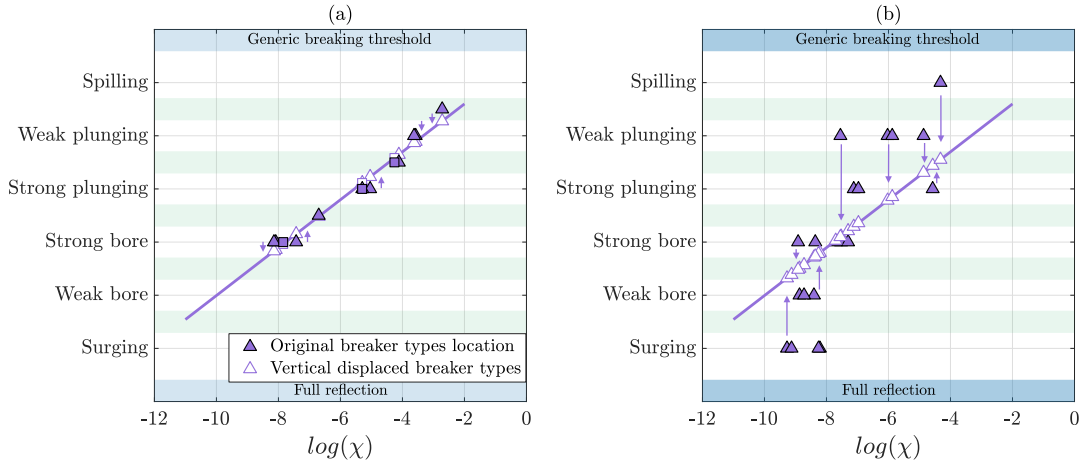 (a)
Generic breaking threshold
Spilling
Weak plunging
Strong plunging
Strong bore
Weak bore
Surging
Original breaker types location
Vertical displaced breaker types
Full reflection
-12 -10 -8 -6 -4 -2 0
log(χ)
(b)
Generic breaking threshold
Spilling
Weak plunging
Strong plunging
Strong bore
Weak bore
Surging
Full reflection
-12 -10 -8 -6 -4 -2 0
log(χ)